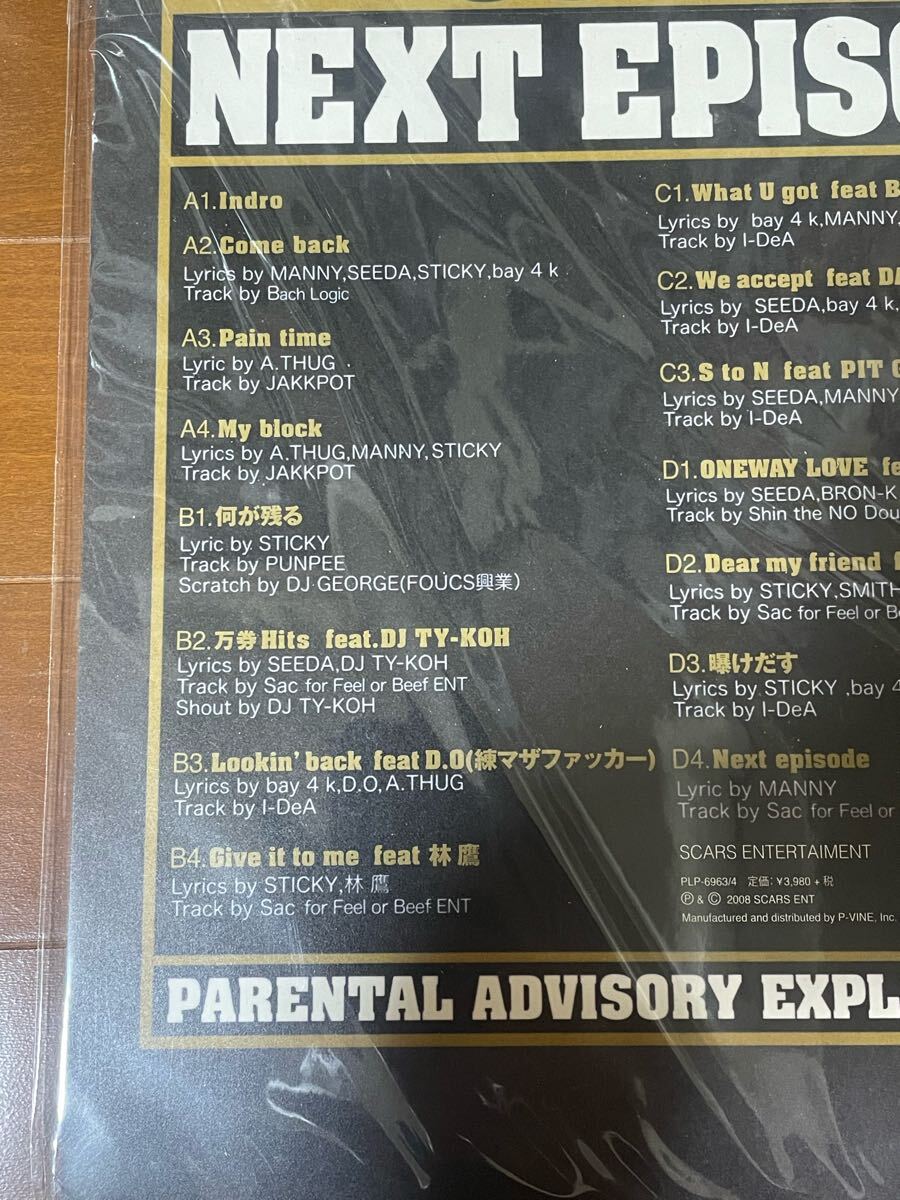 NEXT EPISO
A1.Indro
A2.Come back
Lyrics by MANNY,SEEDA,STICKY,bay 4 k
Track by Bach Logic
A3.Pain time
Lyric by A.THUG
Track by JAKKPOT
A4.My block
Lyrics by A.THUG,MANNY,STICKY
Track by JAKKPOT
B1.何が残る
Lyric by STICKY
Track by PUNPEE
Scratch by DJ GEORGE(FOUCS興業)
B2.万券Hits feat.DJ TY-KOH
Lyrics by SEEDA,DJ TY-KOH
Track by Sac for Feel or Beef ENT
Shout by DJ TY-KOH
B3.Lookin' back feat D.O(練マザファッカー)
Lyrics by bay 4 k,D.O,A.THUG
Track by I-DeA
B4.Give it to me feat 林鷹
Lyrics by STICKY,林鷹
Track by Sac for Feel or Beef ENT
C1.What U got feat B
Lyrics by bay 4 k,MANNY,
Track by I-DeA
C2.We accept feat DA
Lyrics by SEEDA,bay 4 k,
Track by I-DeA
C3.S to N feat PIT G
Lyrics by SEEDA,MANNY
Track by I-DeA
D1.ONEWAY LOVE fe
Lyrics by SEEDA,BRON-K
Track by Shin the NO Dou
D2.Dear my friend f
Lyrics by STICKY,SMITH
Track by Sac for Feel or Be
D3.曝けだす
Lyrics by STICKY ,bay 4
Track by I-DeA
D4.Next episode
Lyric by MANNY
Track by Sac for Feel or
SCARS ENTERTAIMENT
PLP-6963/4 定価:¥3,980+税
Ⓟ & Ⓒ 2008 SCARS ENT
Manufactured and distributed by P-VINE, Inc.
PARENTAL ADVISORY EXPL